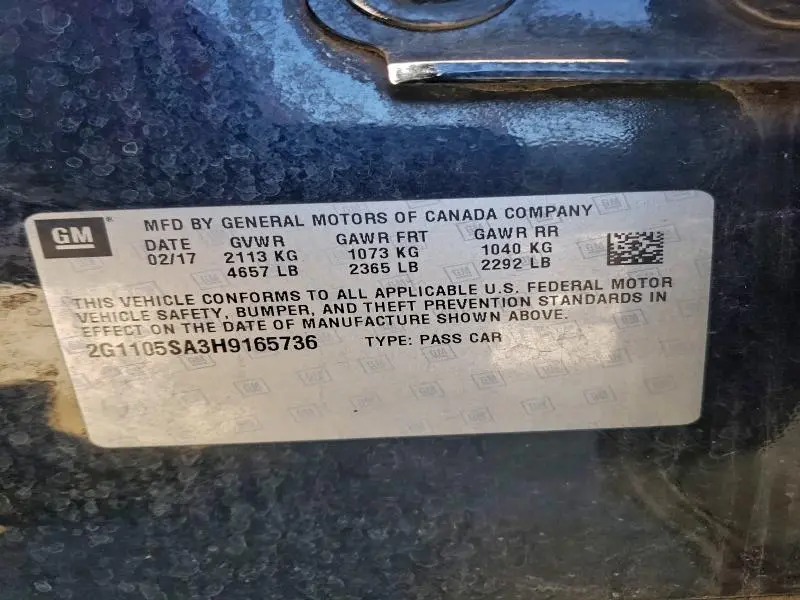 GM ® MFD BY GENERAL MOTORS OF CANADA COMPANY
DATE GVWR GAWR FRT GAWR RR
02/17 2113 KG 1073 KG 1040 KG
4657 LB 2365 LB 2292 LB
THIS VEHICLE CONFORMS TO ALL APPLICABLE U.S. FEDERAL MOTOR
VEHICLE SAFETY, BUMPER, AND THEFT PREVENTION STANDARDS IN
EFFECT ON THE DATE OF MANUFACTURE SHOWN ABOVE.
2G1105SA3H9165736 TYPE: PASS CAR